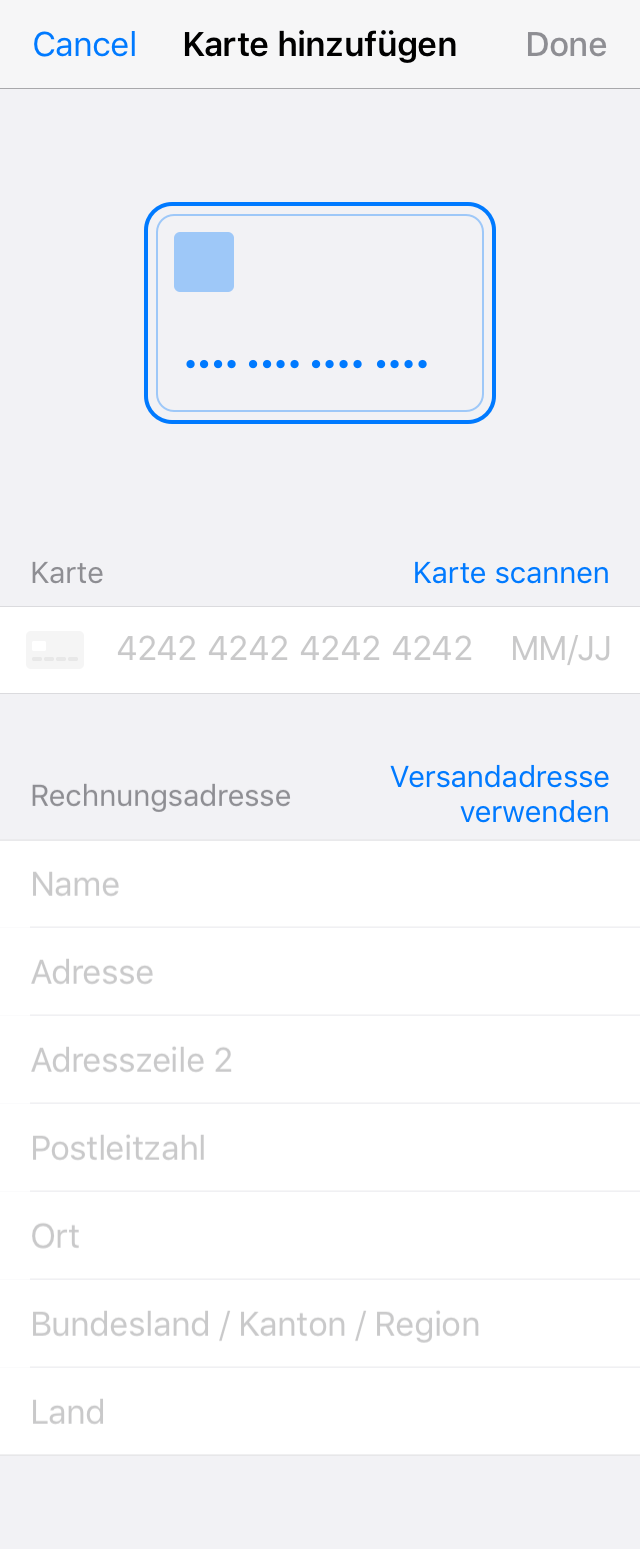 Cancel Karte hinzufügen Done
•••• •••• •••• ••••
Karte Karte scannen
4242 4242 4242 4242 MM/JJ
Rechnungsadresse Versandadresse
verwenden
Name
Adresse
Adresszeile 2
Postleitzahl
Ort
Bundesland / Kanton / Region
Land